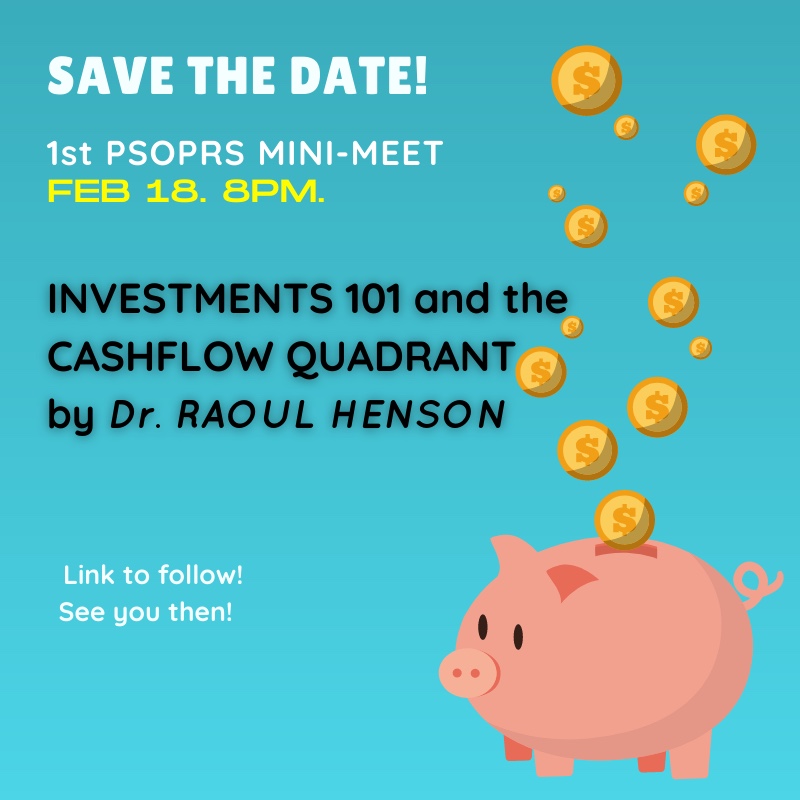 SAVE THE DATE!
1st PSOPRS MINI-MEET
FEB 18. 8PM.
INVESTMENTS 101 and the
CASHFLOW QUADRANT
by Dr. RAOUL HENSON
Link to follow!
See you then!